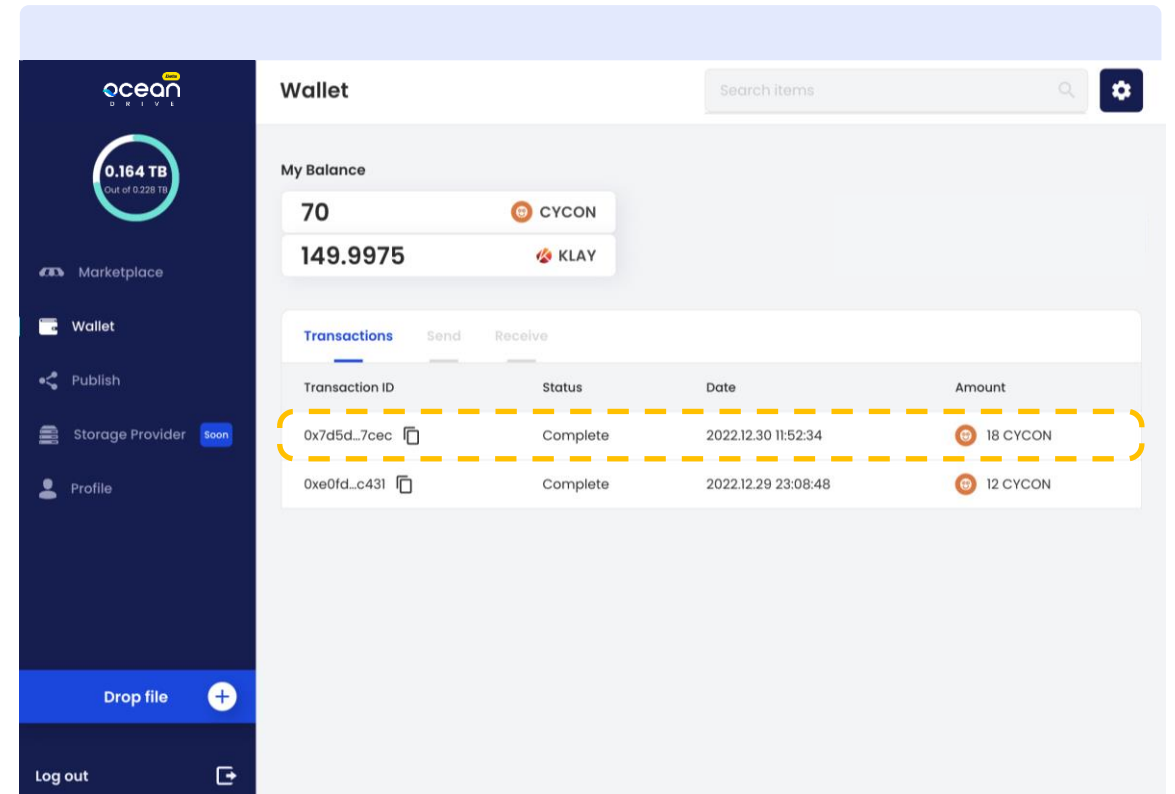 ocean
Beta
DRIVE
0.164 TB
Out of 0.228 TB
Marketplace
Wallet
Publish
Storage Provider Soon
Profile
Drop file
Log out
Wallet
Search items
My Balance
70 CYCON
149.9975 KLAY
Transactions Send Receive
Transaction ID Status Date Amount
0x7d5d...7cec Complete 2022.12.30 11:52:34 18 CYCON
0xe0fd...c431 Complete 2022.12.29 23:08:48 12 CYCON